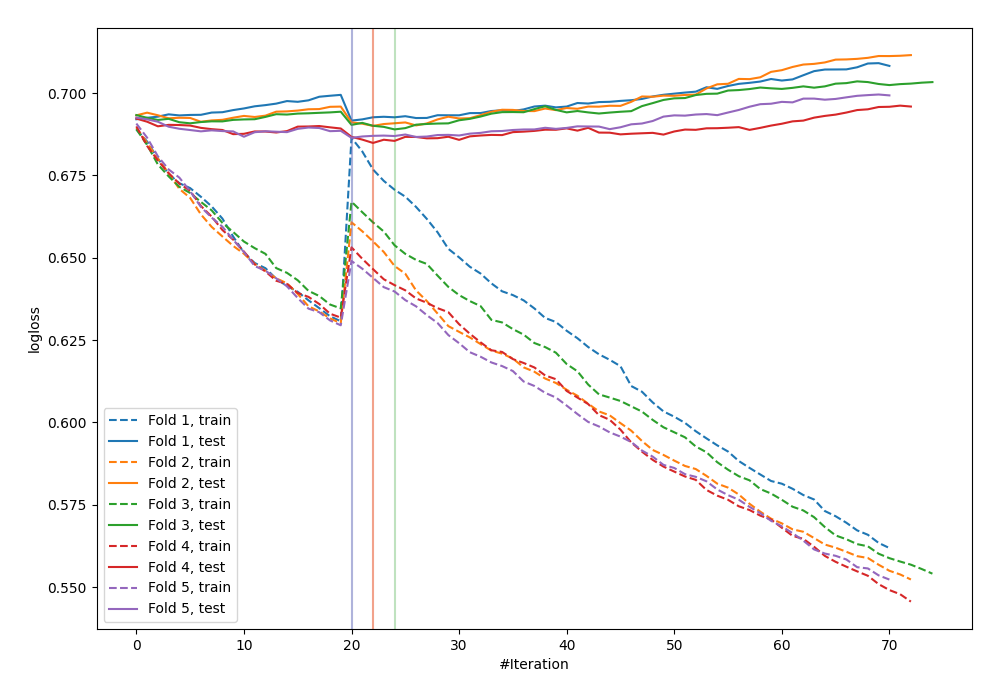 logloss
0.700
0.675
0.650
0.625
0.600
0.575
0.550
Fold 1, train
Fold 1, test
Fold 2, train
Fold 2, test
Fold 3, train
Fold 3, test
Fold 4, train
Fold 4, test
Fold 5, train
Fold 5, test
0 10 20 30 40 50 60 70
#Iteration